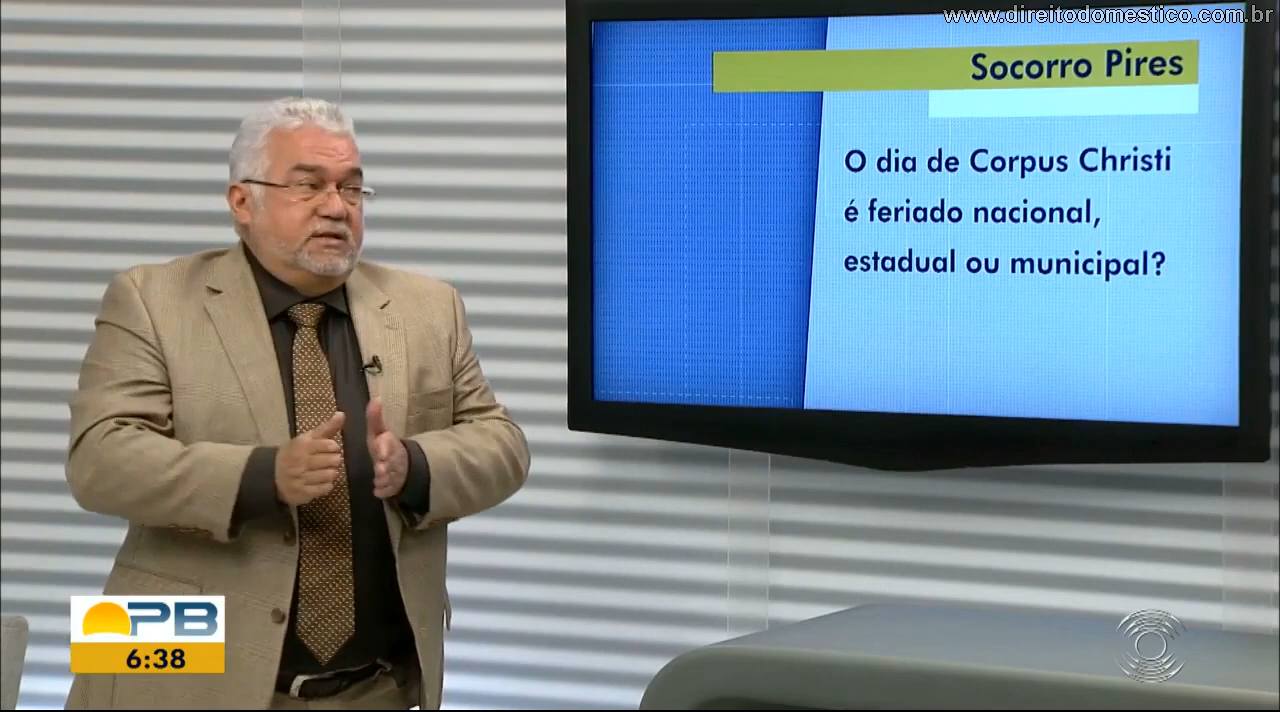 www.direitodomestico.com.br
Socorro Pires
O dia de Corpus Christi
é feriado nacional,
estadual ou municipal?
PB
6:38